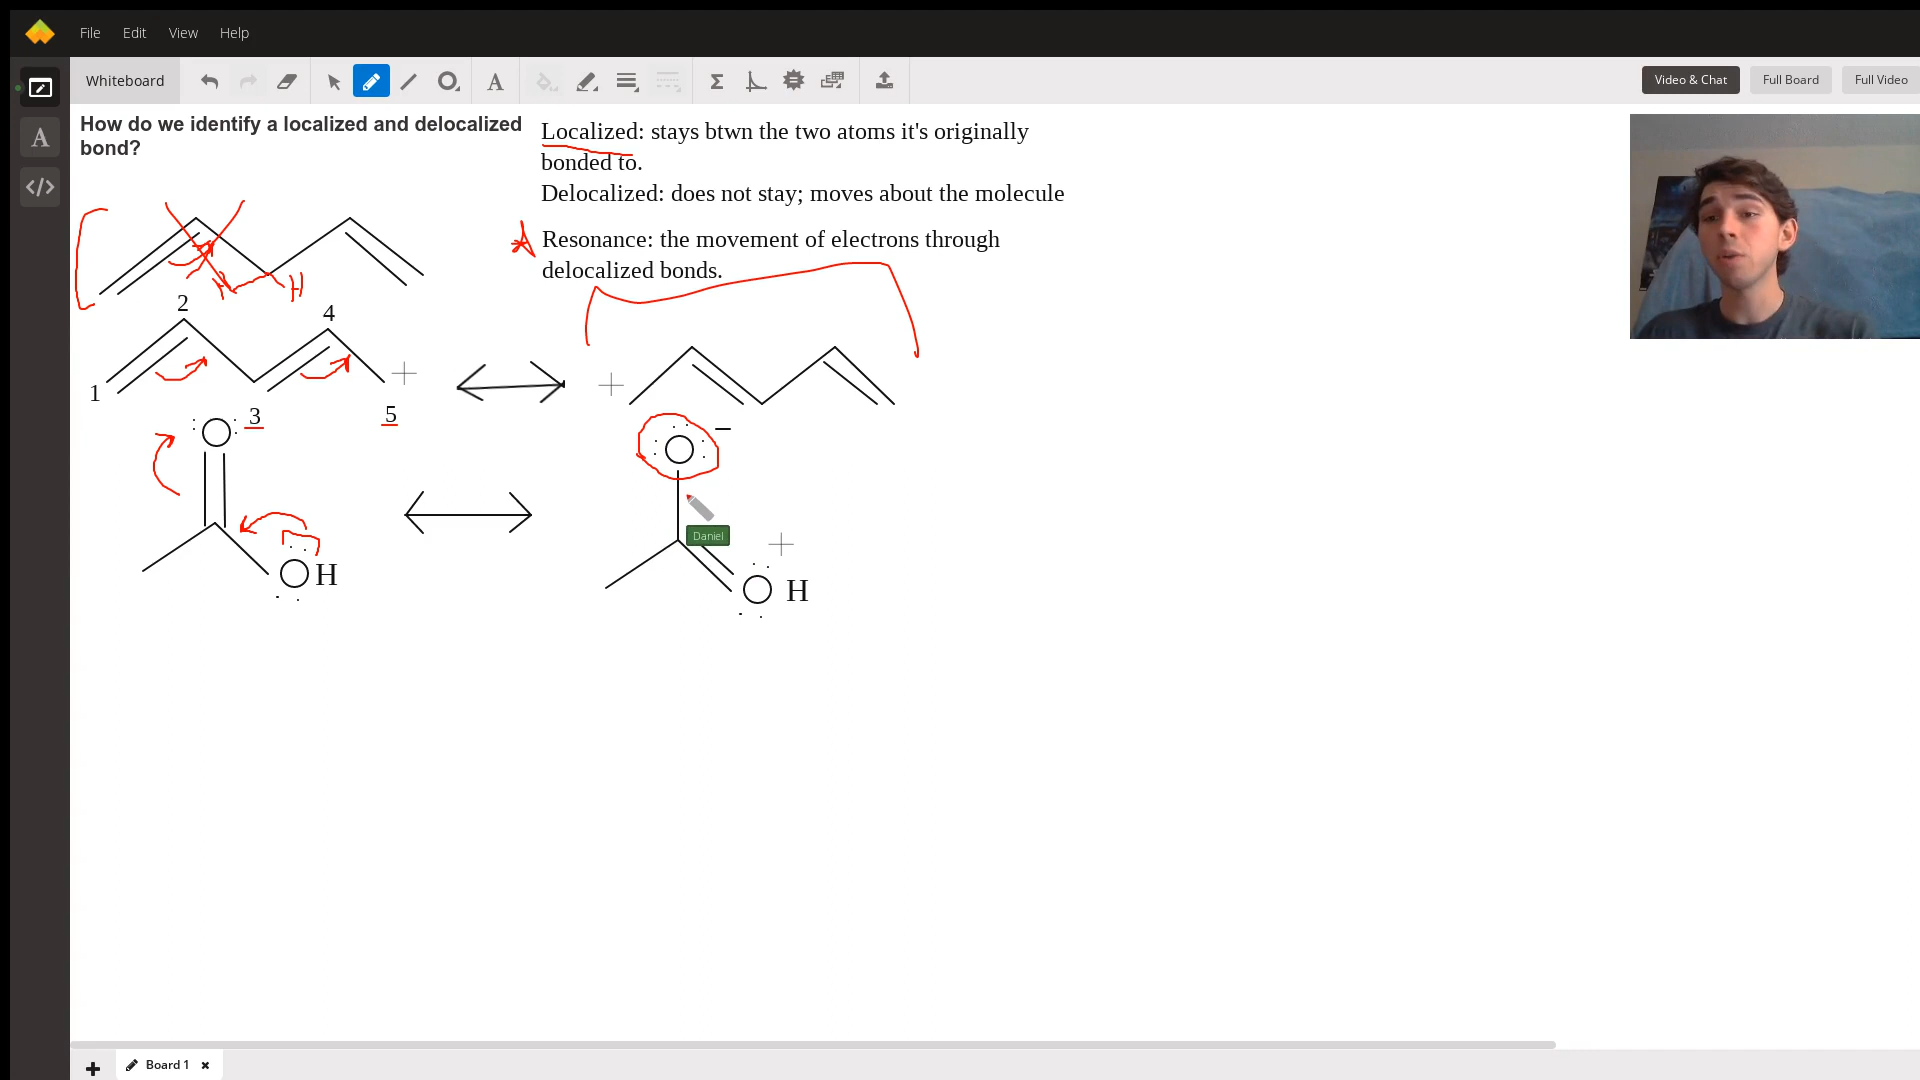 File Edit View Help
Whiteboard
A
Σ
Video & Chat
Full Board
Full Video
A
</>
How do we identify a localized and delocalized
bond?
Localized: stays btwn the two atoms it's originally
bonded to.
Delocalized: does not stay; moves about the molecule
Resonance: the movement of electrons through
delocalized bonds.
H H
2
4
1
+
+
3
5
O
O
−
Daniel
+
OH
O H
+
Board 1 ×